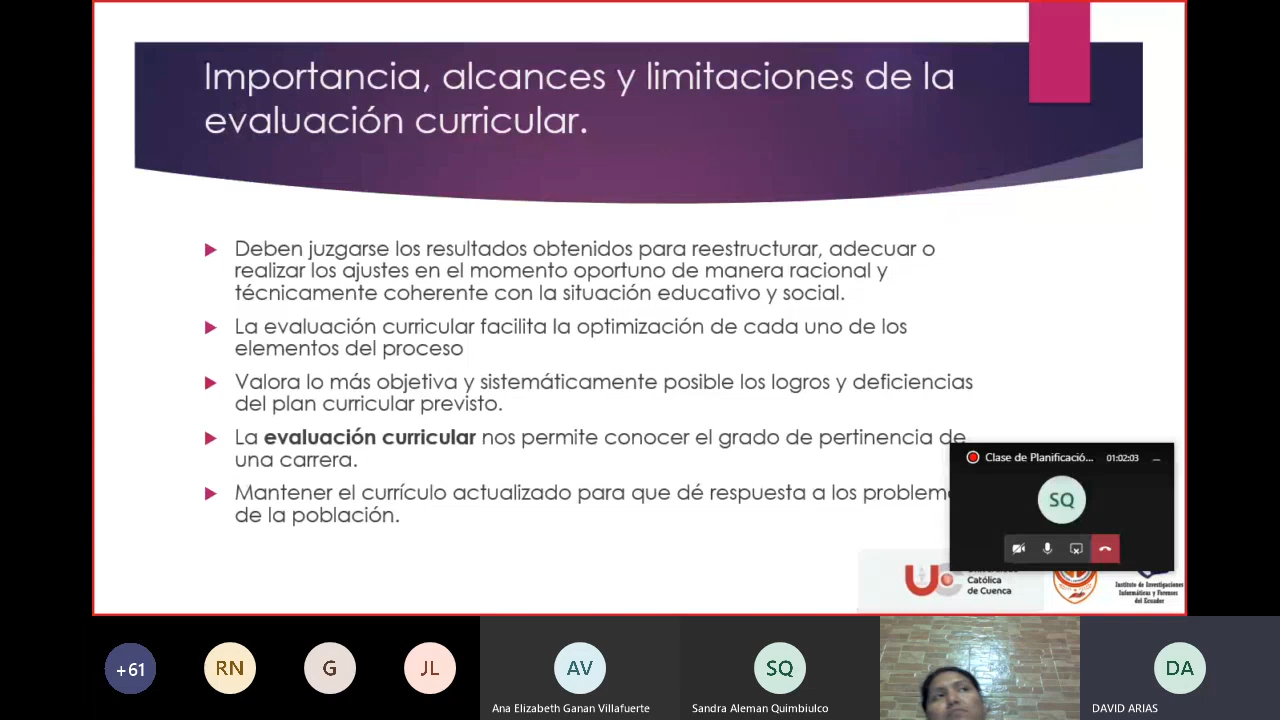 Importancia, alcances y limitaciones de la
evaluación curricular.
Deben juzgarse los resultados obtenidos para reestructurar, adecuar o
realizar los ajustes en el momento oportuno de manera racional y
técnicamente coherente con la situación educativo y social.
La evaluación curricular facilita la optimización de cada uno de los
elementos del proceso
Valora lo más objetiva y sistemáticamente posible los logros y deficiencias
del plan curricular previsto.
La evaluación curricular nos permite conocer el grado de pertinencia de
una carrera.
Mantener el currículo actualizado para que dé respuesta a los problem
de la población.
Clase de Planificació... 01:02:03
SQ
UC
Católica
de Cuenca
Instituto de Investigaciones
Informáticas y Forenses
del Ecuador
+61
RN
G
JL
AV
Ana Elizabeth Ganan Villafuerte
SQ
Sandra Aleman Quimbiulco
DA
DAVID ARIAS